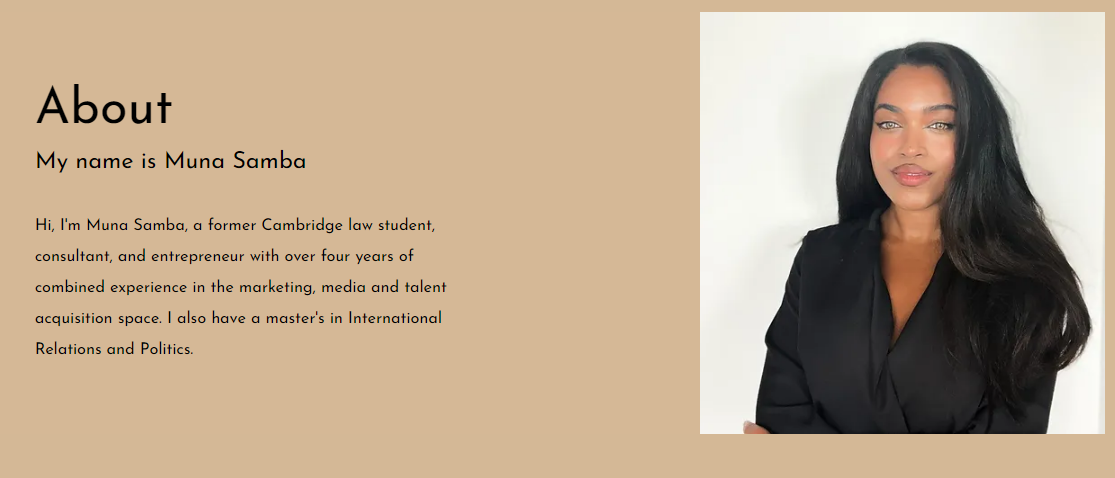 About
My name is Muna Samba
Hi, I'm Muna Samba, a former Cambridge law student,
consultant, and entrepreneur with over four years of
combined experience in the marketing, media and talent
acquisition space. I also have a master's in International
Relations and Politics.